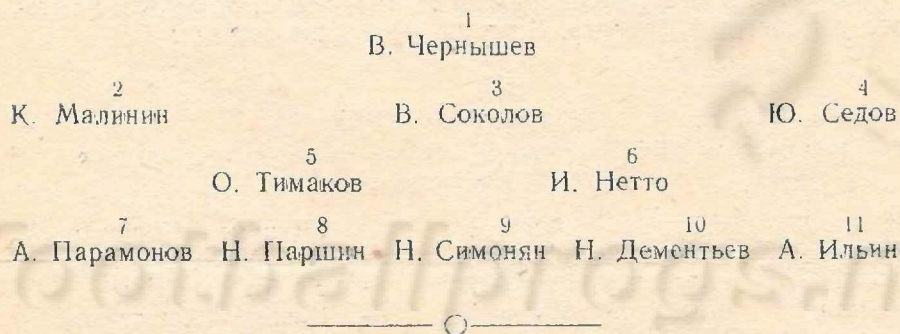 1
В. Чернышев
2 3 4
К. Малинин В. Соколов Ю. Седов
5 6
О. Тимаков И. Нетто
7 8 9 10 11
А. Парамонов Н. Паршин Н. Симонян Н. Дементьев А. Ильин